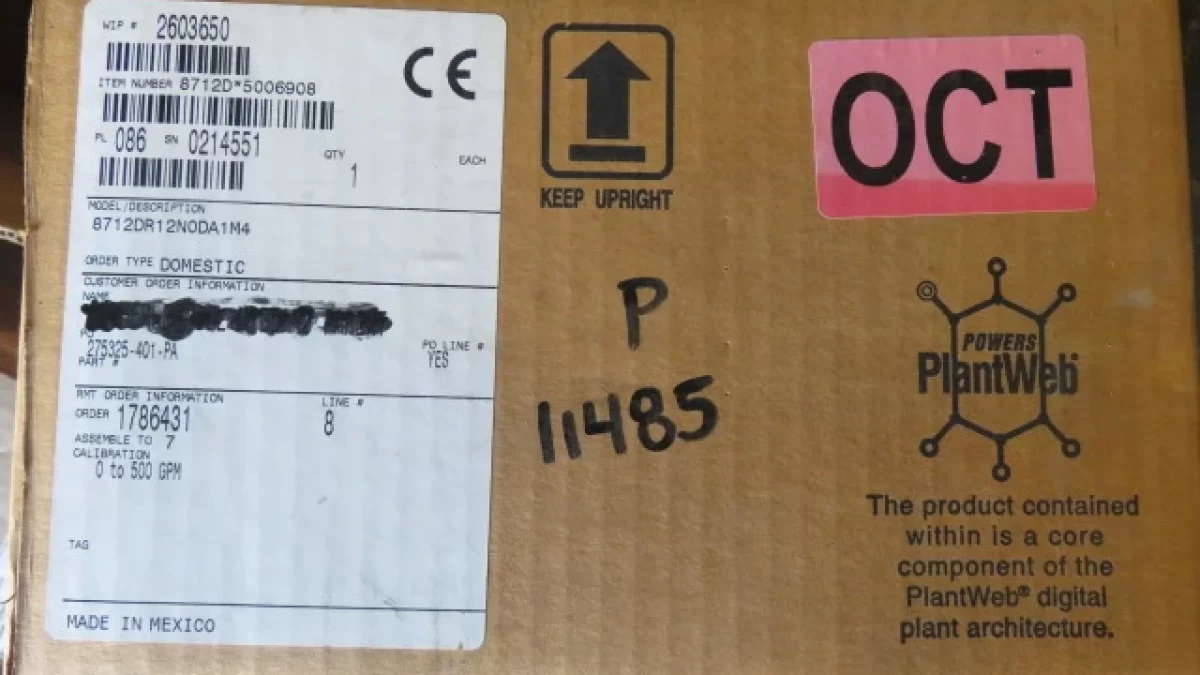 WIP # 2603650
CE
ITEM NUMBER 8712D*5006908
PL 086 SN 0214551
QTY EACH
1
MODEL/DESCRIPTION
8712DR12N0DA1M4
ORDER TYPE DOMESTIC
CUSTOMER ORDER INFORMATION
NAME
PO
275325-401-PA
PO LINE #
YES
PART #
RMT ORDER INFORMATION
LINE #
ORDER 1786431
8
ASSEMBLE TO 7
CALIBRATION
0 to 500 GPM
TAG
MADE IN MEXICO
KEEP UPRIGHT
P
11485
OCT
POWERS
PlantWeb®
The product contained
within is a core
component of the
PlantWeb® digital
plant architecture.